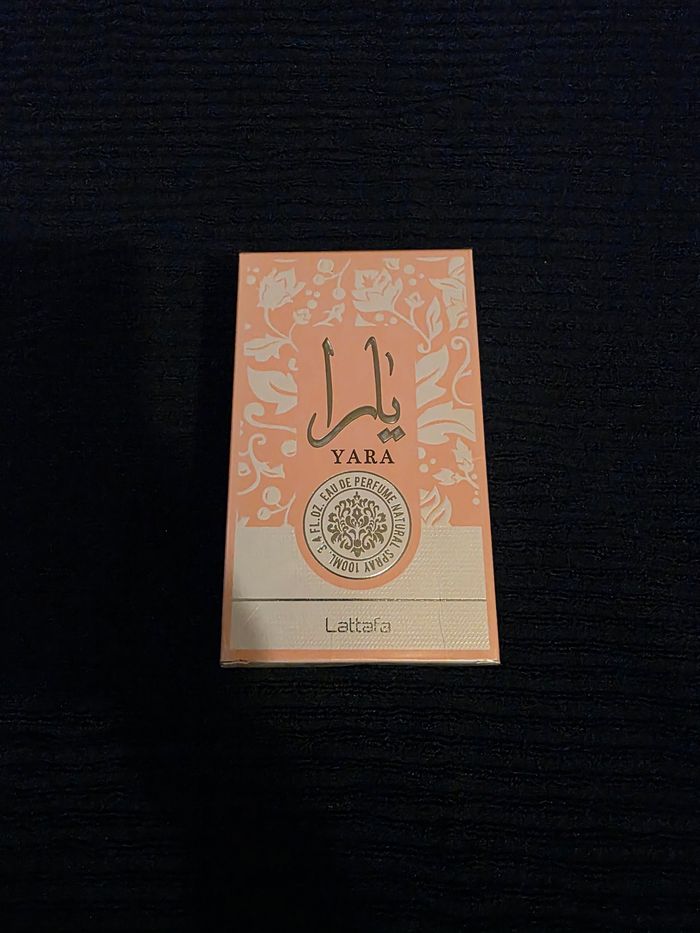 يارا
YARA
EAU DE PERFUME NATURAL SPRAY 100ML. 3.4 FL.OZ.
Lattafa